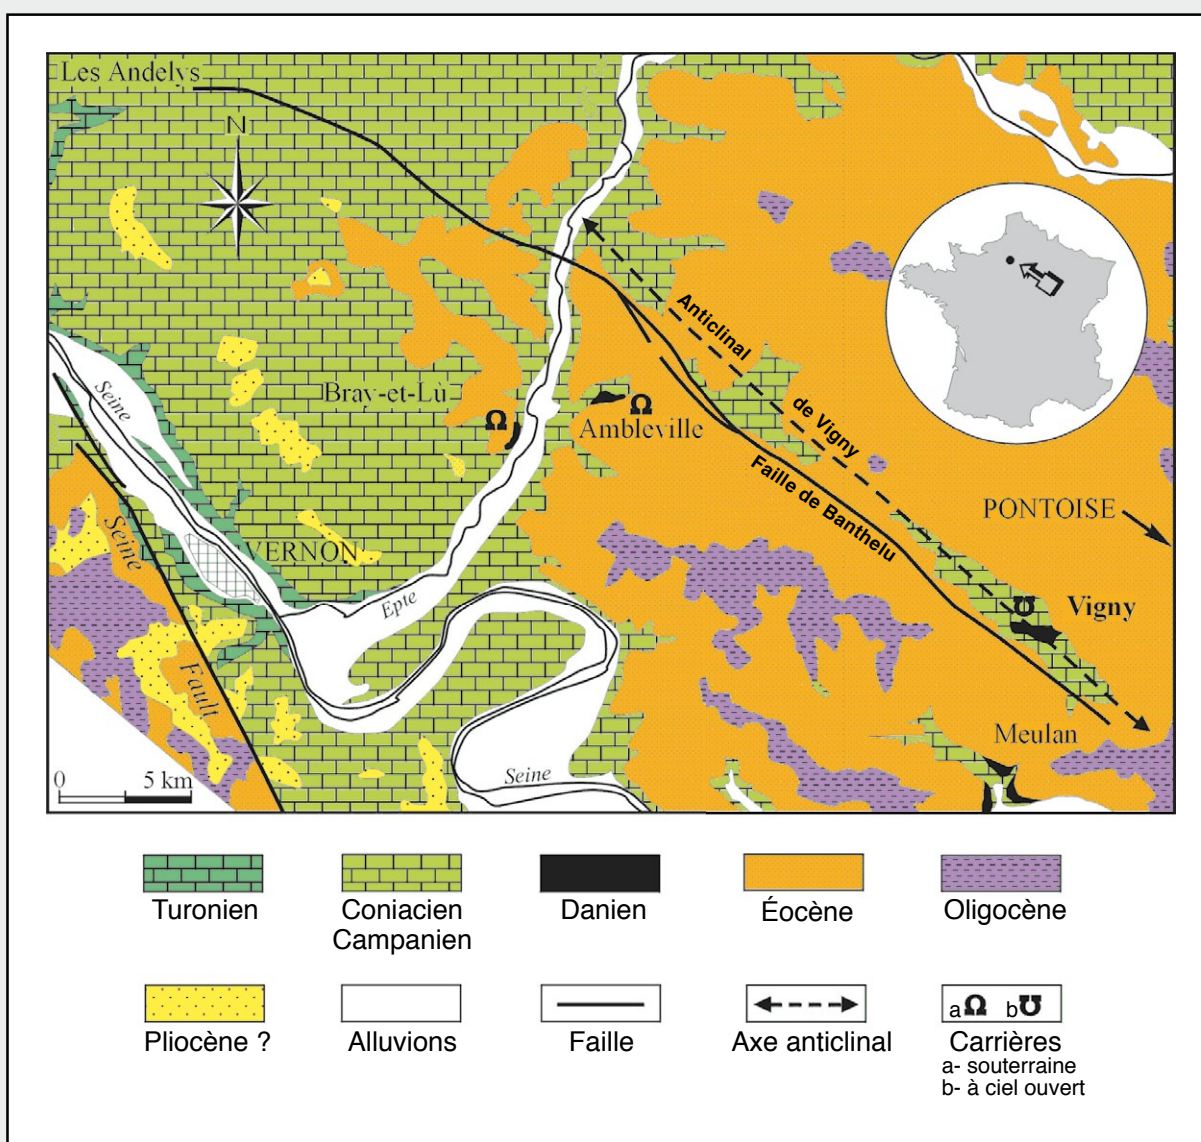 Les Andelys
N
Anticlinal
de Vigny
Faille de Banthelu
Seine
Bray-et-Lù
Ω
Ω
Ambleville
PONTOISE
Seine
VERNON
Epte
Ʊ
Vigny
Fault
Meulan
Seine
0 5 km
Turonien
Coniacien
Campanien
Danien
Éocène
Oligocène
Pliocène ?
Alluvions
Faille
Axe anticlinal
a Ω b Ʊ
Carrières
a- souterraine
b- à ciel ouvert